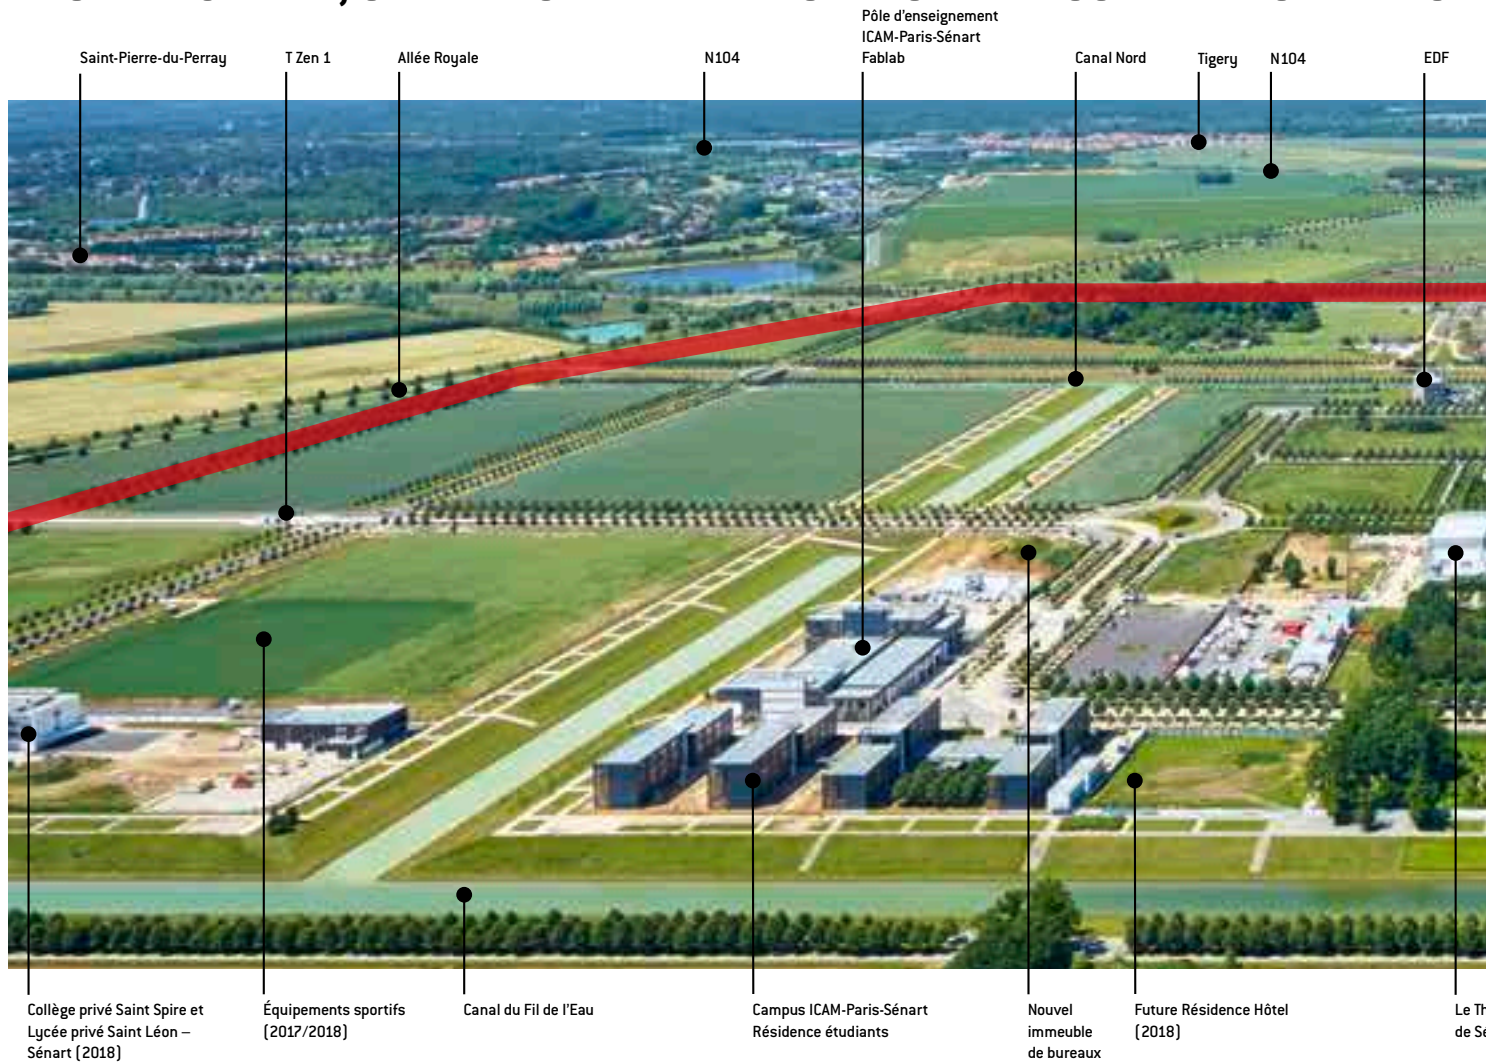 Pôle d'enseignement
ICAM-Paris-Sénart
Fablab
Saint-Pierre-du-Perray
T Zen 1
Allée Royale
N104
Canal Nord
Tigery
N104
EDF
Collège privé Saint Spire et
Lycée privé Saint Léon –
Sénart (2018)
Équipements sportifs
(2017/2018)
Canal du Fil de l'Eau
Campus ICAM-Paris-Sénart
Résidence étudiants
Nouvel
immeuble
de bureaux
Future Résidence Hôtel
(2018)
Le
de